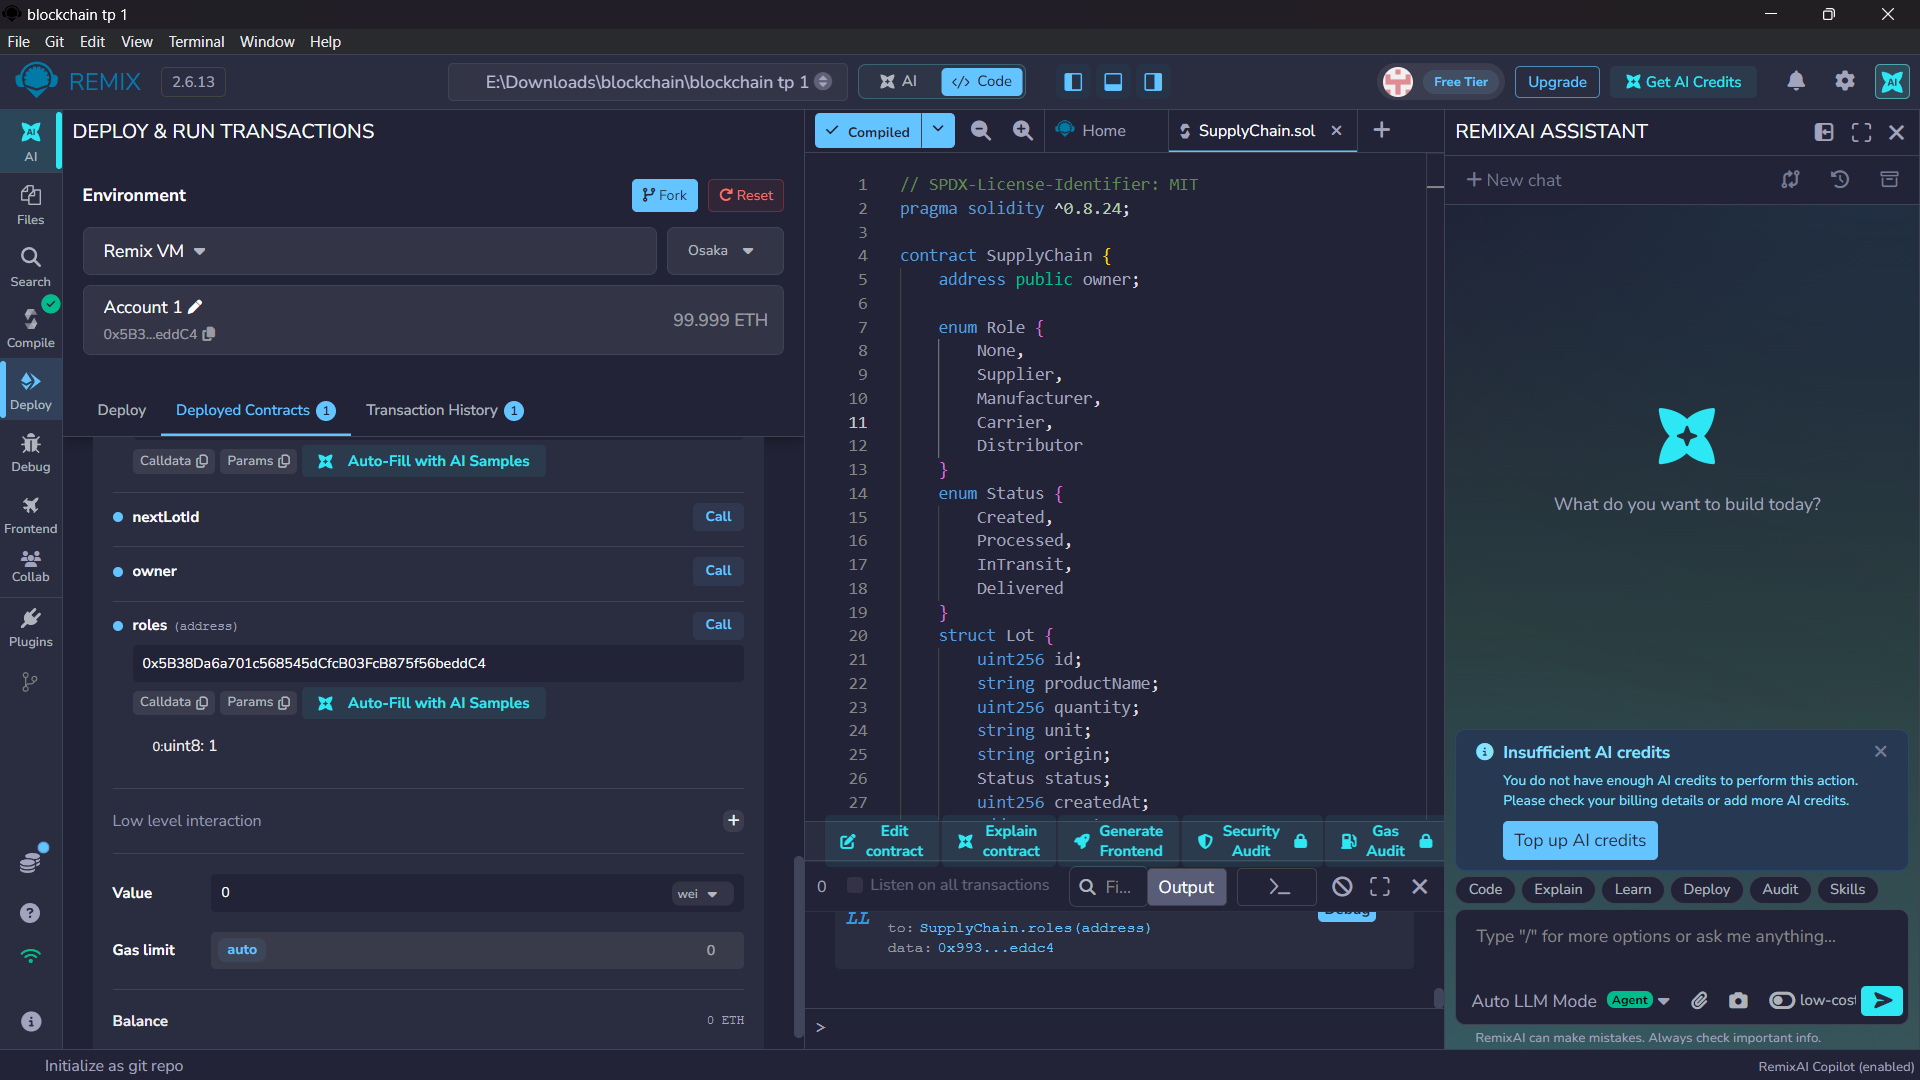 blockchain tp 1
File Git Edit View Terminal Window Help
REMIX 2.6.13 E:\Downloads\blockchain\blockchain tp 1 AI </> Code Free Tier Upgrade Get AI Credits AI
AI
Files
Search
Compile
Deploy
Debug
Frontend
Collab
Plugins
DEPLOY & RUN TRANSACTIONS
Environment Fork Reset
Remix VM Osaka
Account 1
0x5B3...eddC4 99.999 ETH
Deploy Deployed Contracts 1 Transaction History 1
Calldata Params Auto-Fill with AI Samples
nextLotId Call
owner Call
roles (address) Call
0x5B38Da6a701c568545dCfcB03FcB875f56beddC4
Calldata Params Auto-Fill with AI Samples
0:uint8: 1
Low level interaction +
Value 0 wei
Gas limit auto 0
Balance 0 ETH
Compiled Home SupplyChain.sol
1 // SPDX-License-Identifier: MIT
2 pragma solidity ^0.8.24;
3
4 contract SupplyChain {
5 address public owner;
6
7 enum Role {
8 None,
9 Supplier,
10 Manufacturer,
11 Carrier,
12 Distributor
13 }
14 enum Status {
15 Created,
16 Processed,
17 InTransit,
18 Delivered
19 }
20 struct Lot {
21 uint256 id;
22 string productName;
23 uint256 quantity;
24 string unit;
25 string origin;
26 Status status;
27 uint256 createdAt;
Edit contract Explain contract Generate Frontend Security Audit Gas Audit
0 Listen on all transactions Fi... Output >_
to: SupplyChain.roles(address)
data: 0x993...eddc4
>
REMIXAI ASSISTANT
+ New chat
What do you want to build today?
Insufficient AI credits
You do not have enough AI credits to perform this action.
Please check your billing details or add more AI credits.
Top up AI credits
Code Explain Learn Deploy Audit Skills
Type "/" for more options or ask me anything...
Auto LLM Mode Agent low-cos
RemixAI can make mistakes. Always check important info.
Initialize as git repo RemixAI Copilot (enabled)